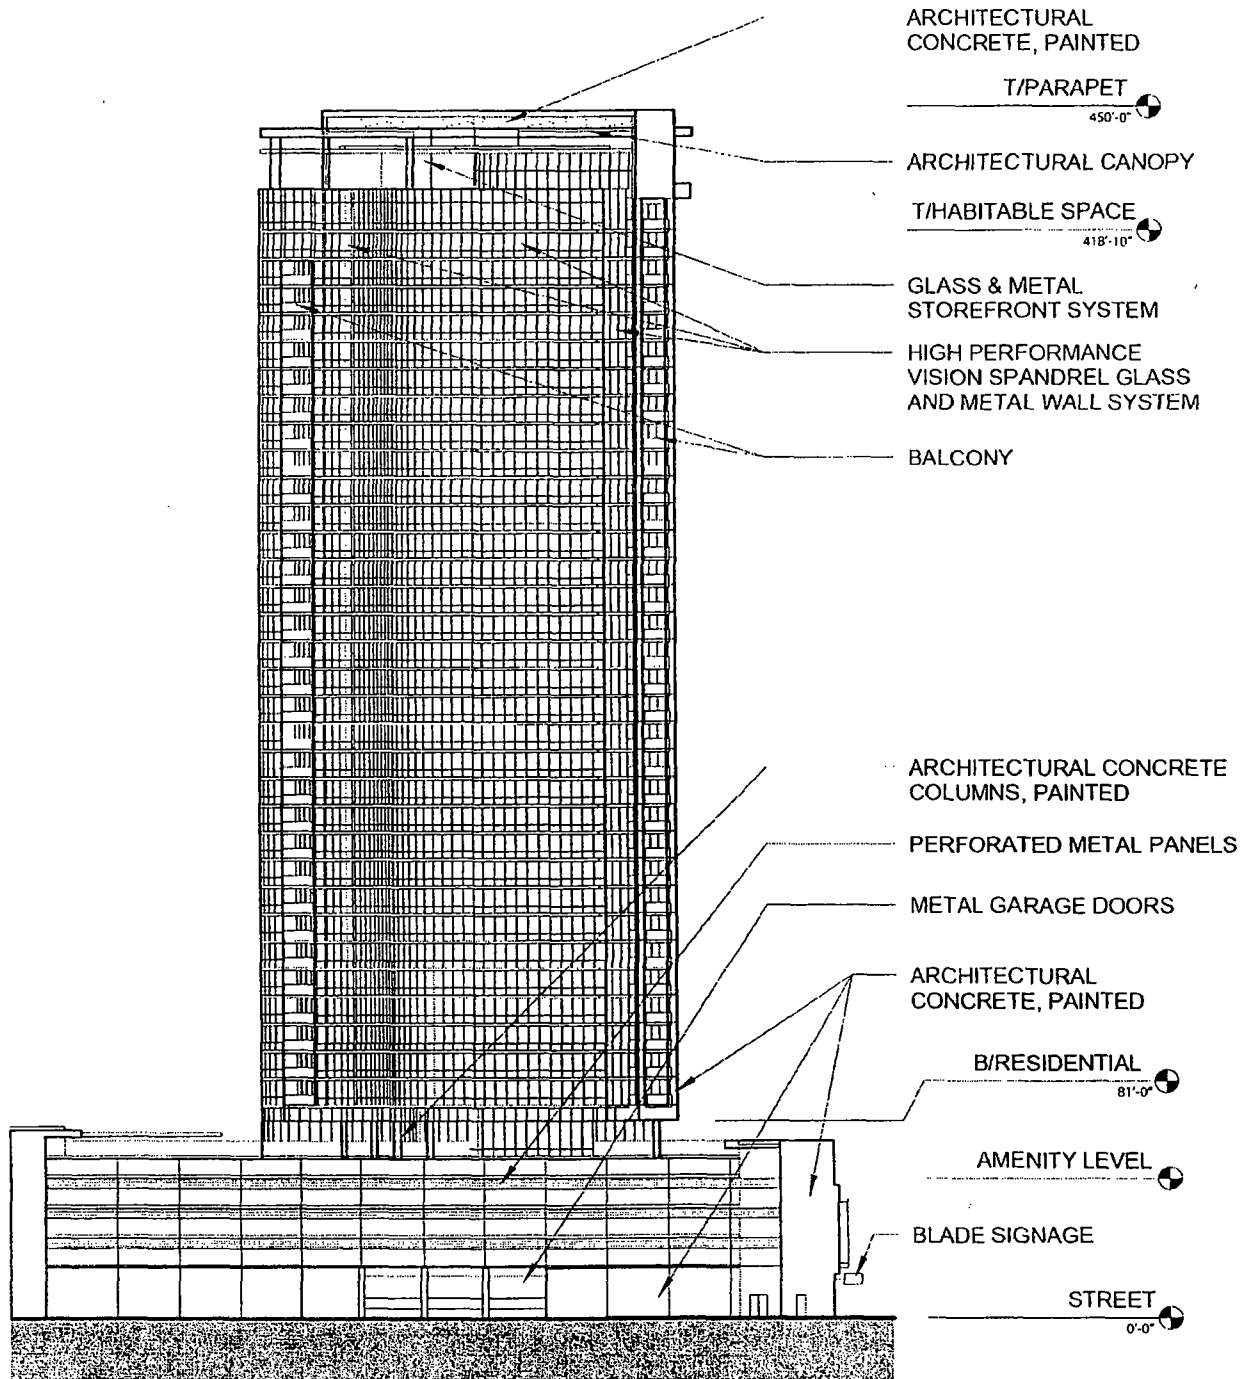 ARCHITECTURAL
CONCRETE, PAINTED
T/PARAPET
450'-0"
ARCHITECTURAL CANOPY
T/HABITABLE SPACE
418'-10"
GLASS & METAL
STOREFRONT SYSTEM
HIGH PERFORMANCE
VISION SPANDREL GLASS
AND METAL WALL SYSTEM
BALCONY
ARCHITECTURAL CONCRETE
COLUMNS, PAINTED
PERFORATED METAL PANELS
METAL GARAGE DOORS
ARCHITECTURAL
CONCRETE, PAINTED
B/RESIDENTIAL
81'-0"
AMENITY LEVEL
BLADE SIGNAGE
STREET
0'-0"